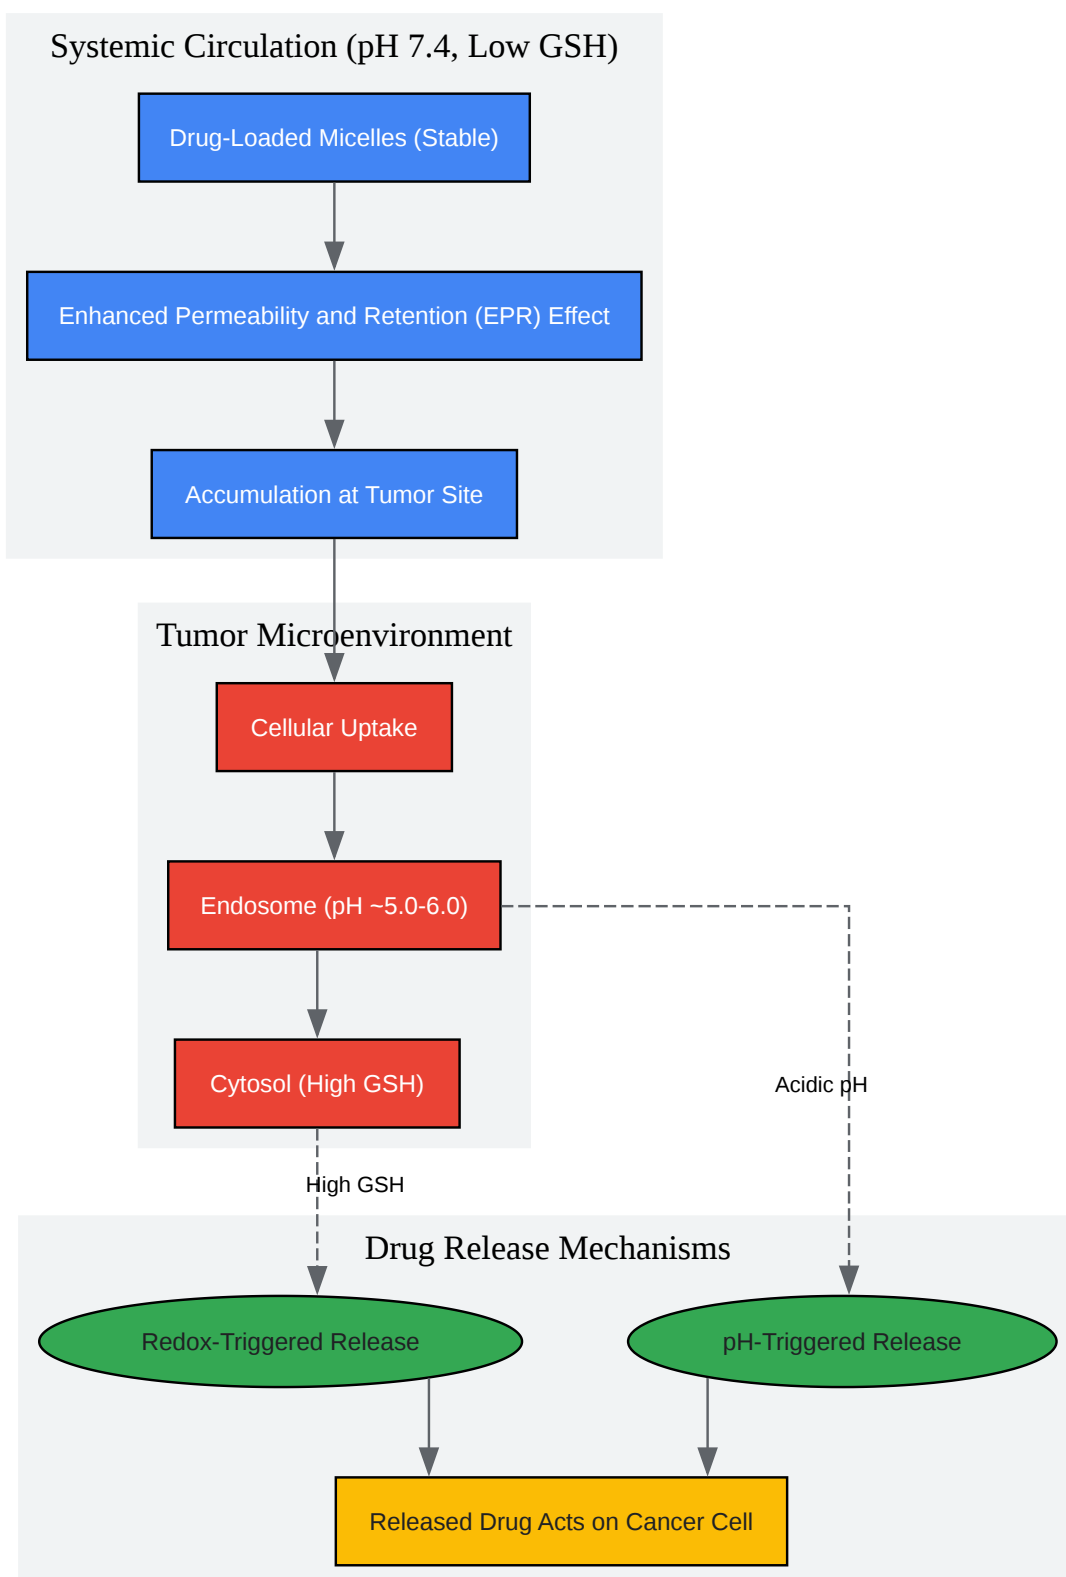 Systemic Circulation (pH 7.4, Low GSH)
Drug-Loaded Micelles (Stable)
Enhanced Permeability and Retention (EPR) Effect
Accumulation at Tumor Site
Tumor Microenvironment
Cellular Uptake
Endosome (pH ~5.0-6.0)
Cytosol (High GSH)
Acidic pH
High GSH
Drug Release Mechanisms
Redox-Triggered Release
pH-Triggered Release
Released Drug Acts on Cancer Cell